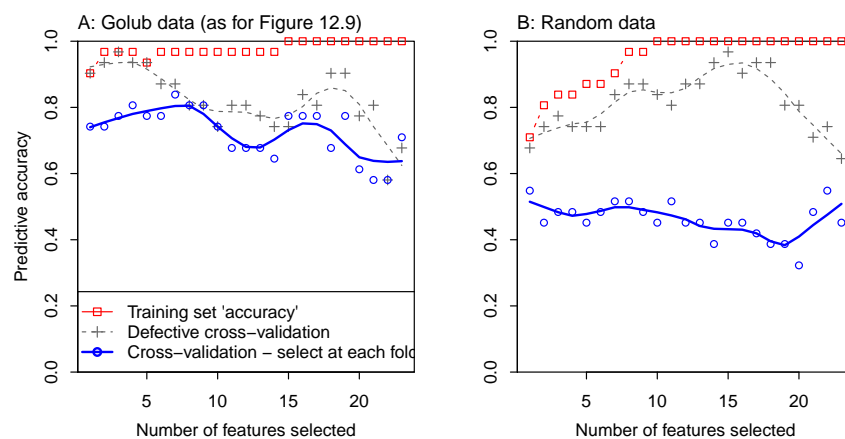 A: Golub data (as for Figure 12.9)
Predictive accuracy
1.0
0.8
0.6
0.4
0.2
0.0
Training set 'accuracy'
Defective cross−validation
Cross−validation − select at each fold
5
10
15
20
Number of features selected
B: Random data
1.0
0.8
0.6
0.4
0.2
0.0
5
10
15
20
Number of features selected